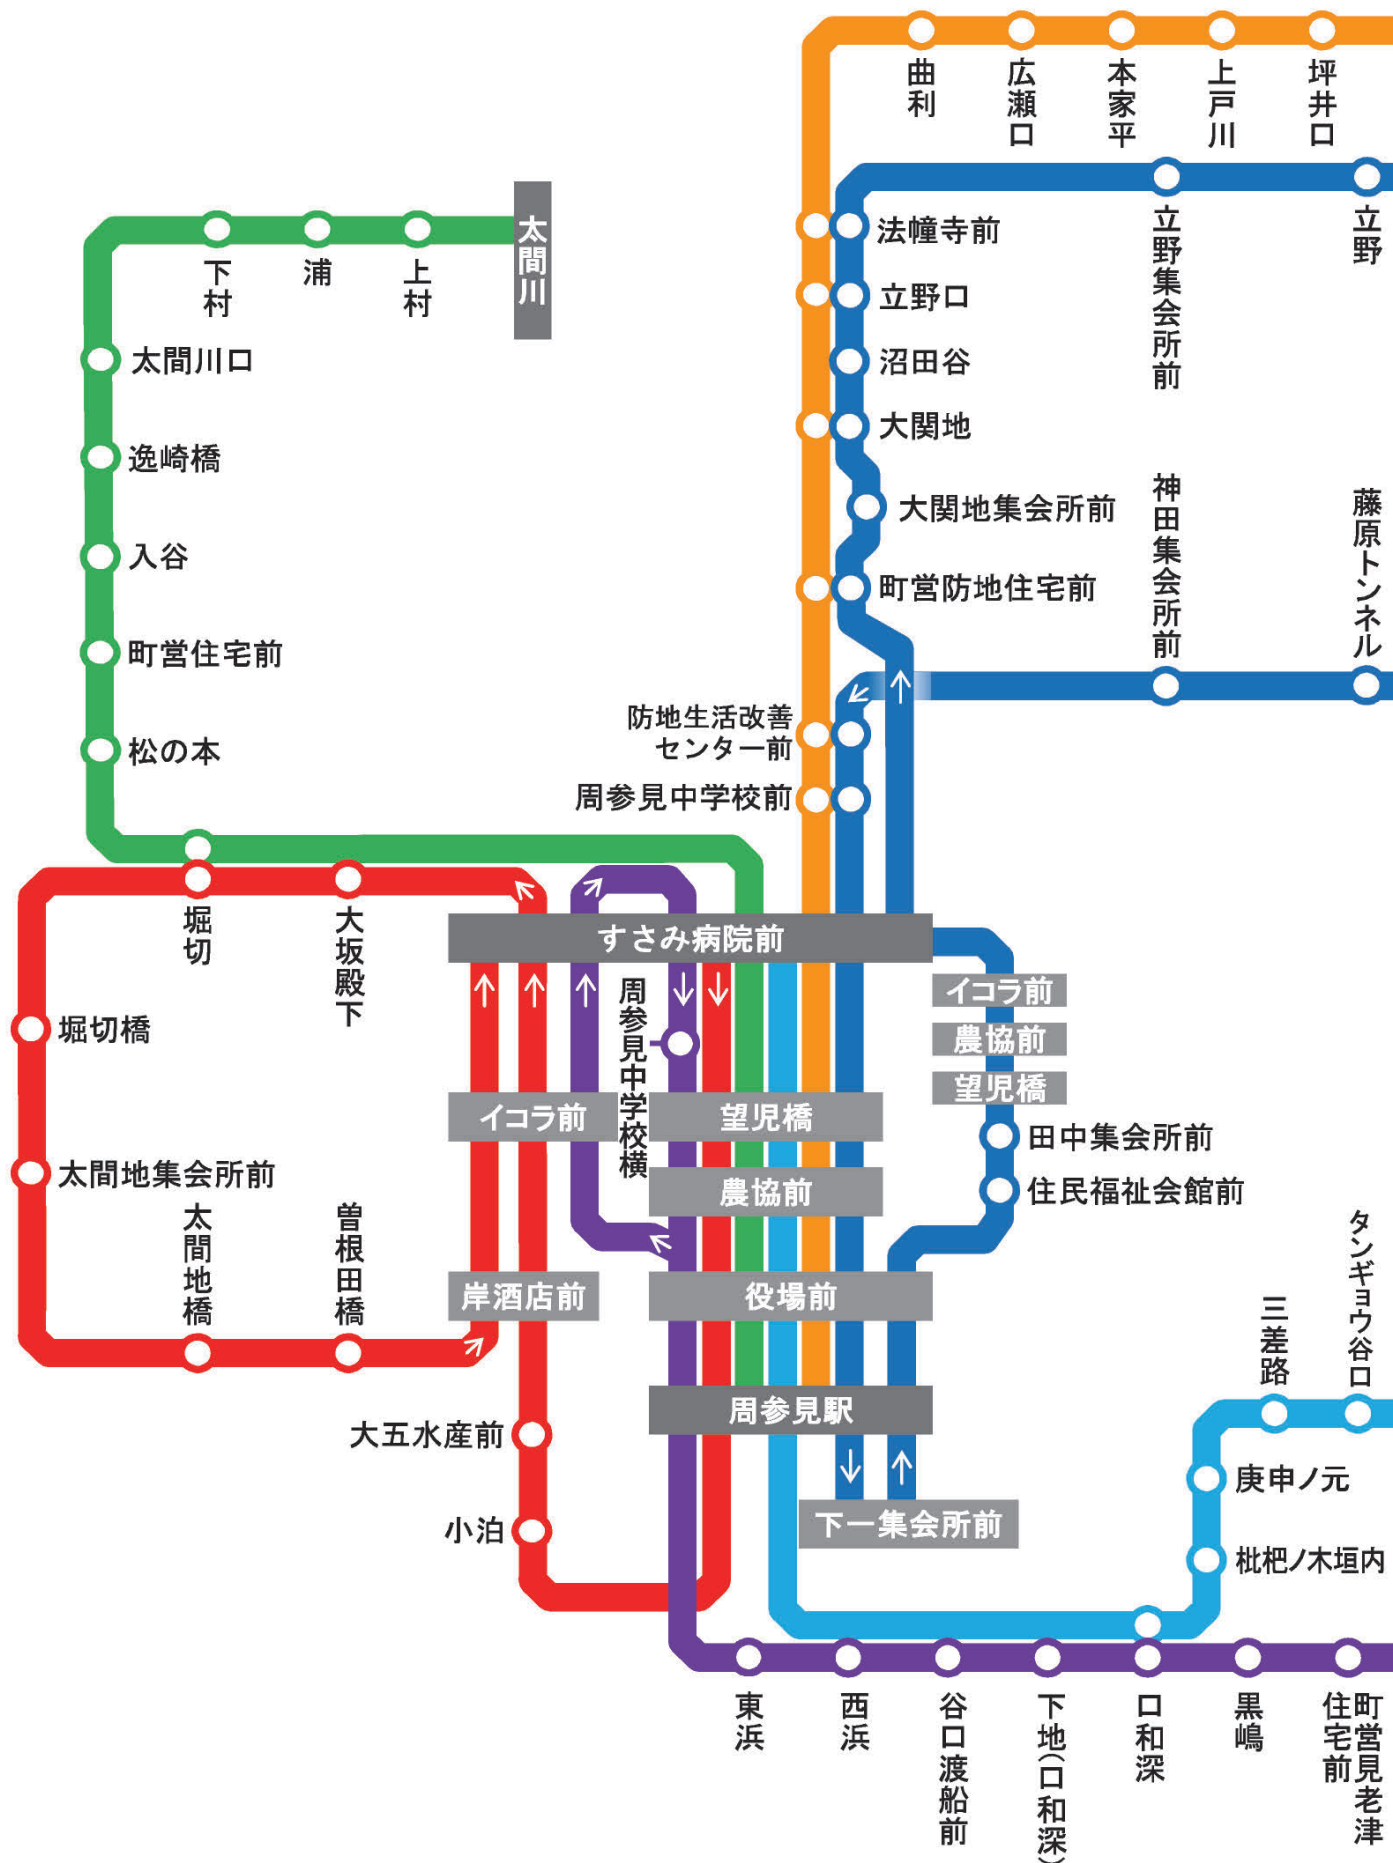 曲利
広瀬口
本家平
上戸川
坪井口
立野集会所前
立野
法幢寺前
立野口
沼田谷
大関地
大関地集会所前
町営防地住宅前
神田集会所前
藤原トンネル
太間川
上村
浦
下村
太間川口
逸崎橋
入谷
町営住宅前
松の本
防地生活改善
センター前
周参見中学校前
堀切
大坂殿下
堀切橋
太間地集会所前
太間地橋
曽根田橋
すさみ病院前
周参見中学校横
イコラ前
農協前
望児橋
イコラ前
望児橋
農協前
田中集会所前
住民福祉会館前
岸酒店前
役場前
周参見駅
大五水産前
小泊
下一集会所前
三差路
タンギョウ谷口
庚申ノ元
枇杷ノ木垣内
東浜
西浜
谷口渡船前
下地(口和深)
口和深
黒嶋
町営見老津
住宅前